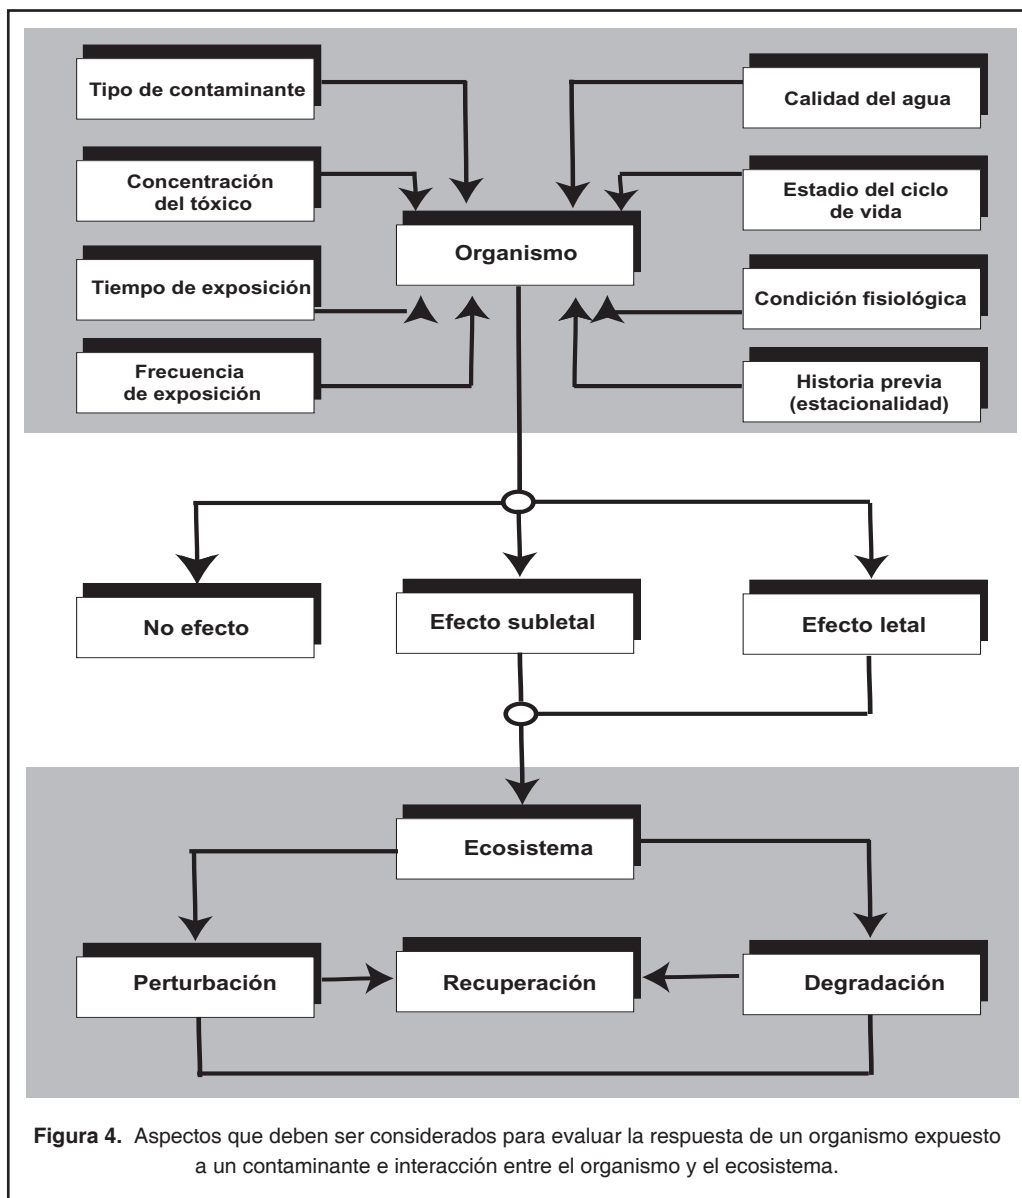 Tipo de contaminante
Calidad del agua
Concentración
del tóxico
Estadio del ciclo
de vida
Organismo
Tiempo de exposición
Condición fisiológica
Frecuencia
de exposición
Historia previa
(estacionalidad)
No efecto
Efecto subletal
Efecto letal
Ecosistema
Perturbación
Recuperación
Degradación
Figura 4. Aspectos que deben ser considerados para evaluar la respuesta de un organismo expuesto
a un contaminante e interacción entre el organismo y el ecosistema.